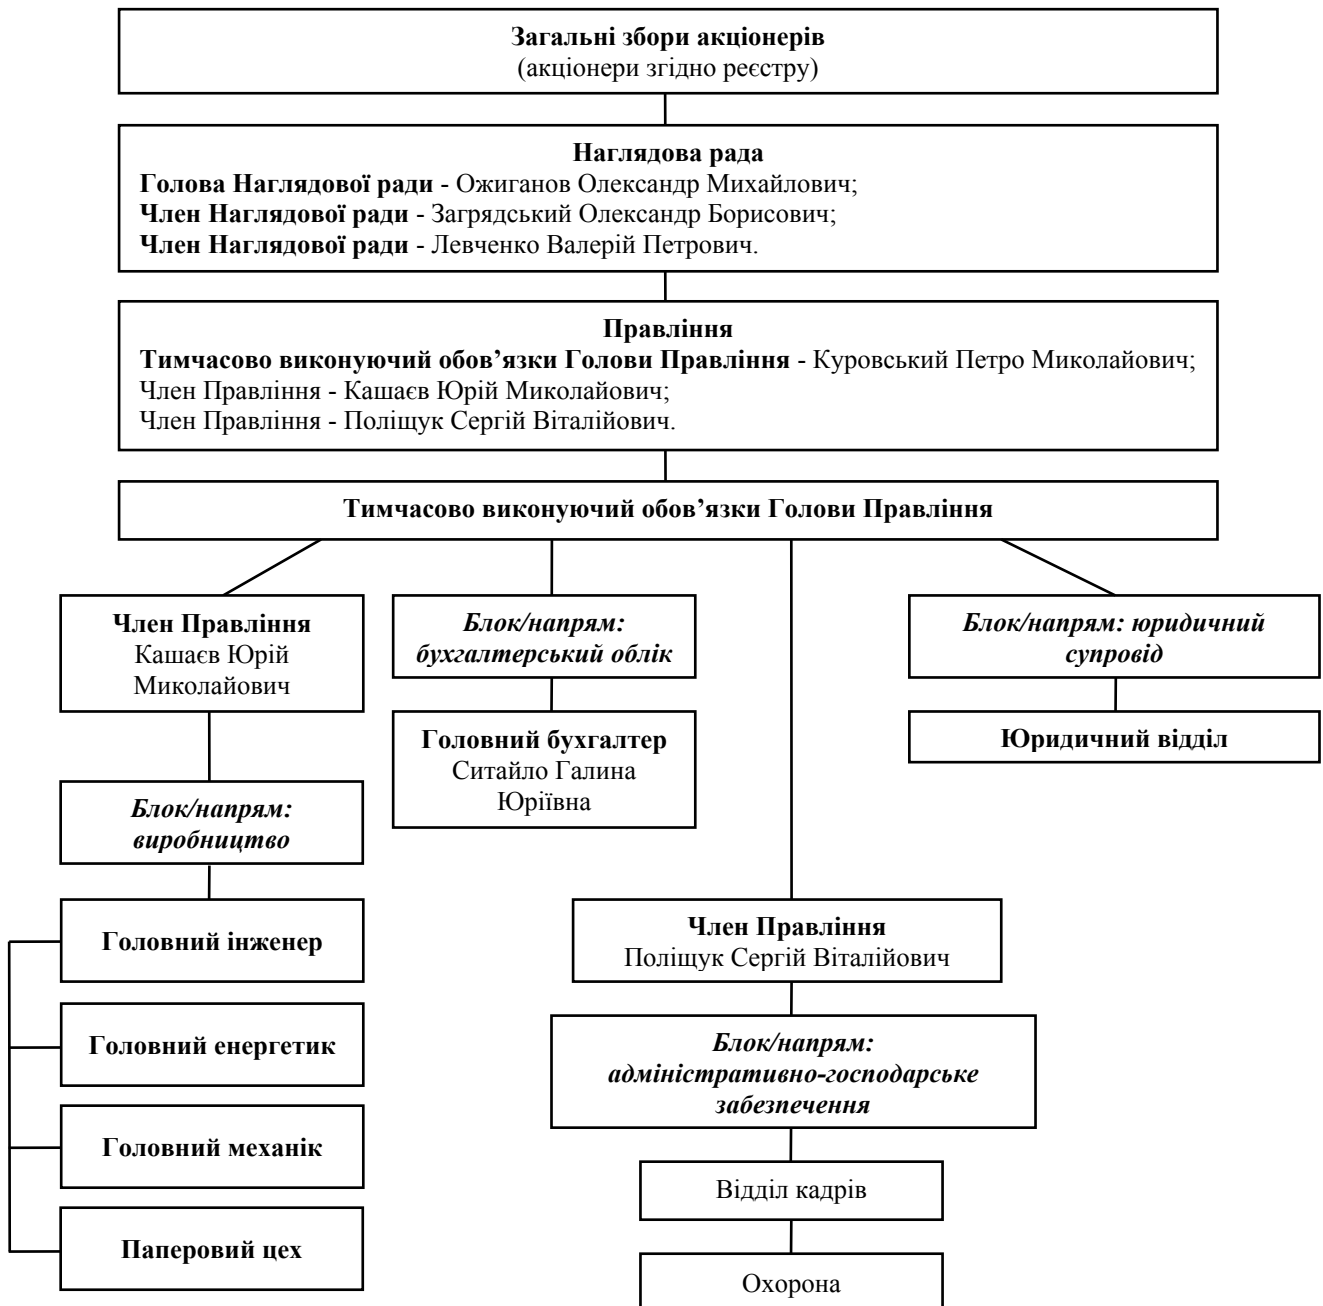 Загальні збори акціонерів
(акціонери згідно реєстру)
Наглядова рада
Голова Наглядової ради - Ожиганов Олександр Михайлович;
Член Наглядової ради - Загрядський Олександр Борисович;
Член Наглядової ради - Левченко Валерій Петрович.
Правління
Тимчасово виконуючий обов’язки Голови Правління - Куровський Петро Миколайович;
Член Правління - Кашаєв Юрій Миколайович;
Член Правління - Поліщук Сергій Віталійович.
Тимчасово виконуючий обов’язки Голови Правління
Член Правління
Кашаєв Юрій
Миколайович
Блок/напрям:
бухгалтерський облік
Блок/напрям: юридичний
супровід
Головний бухгалтер
Ситайло Галина
Юріївна
Юридичний відділ
Блок/напрям:
виробництво
Головний інженер
Головний енергетик
Головний механік
Паперовий цех
Член Правління
Поліщук Сергій Віталійович
Блок/напрям:
адміністративно-господарське
забезпечення
Відділ кадрів
Охорона